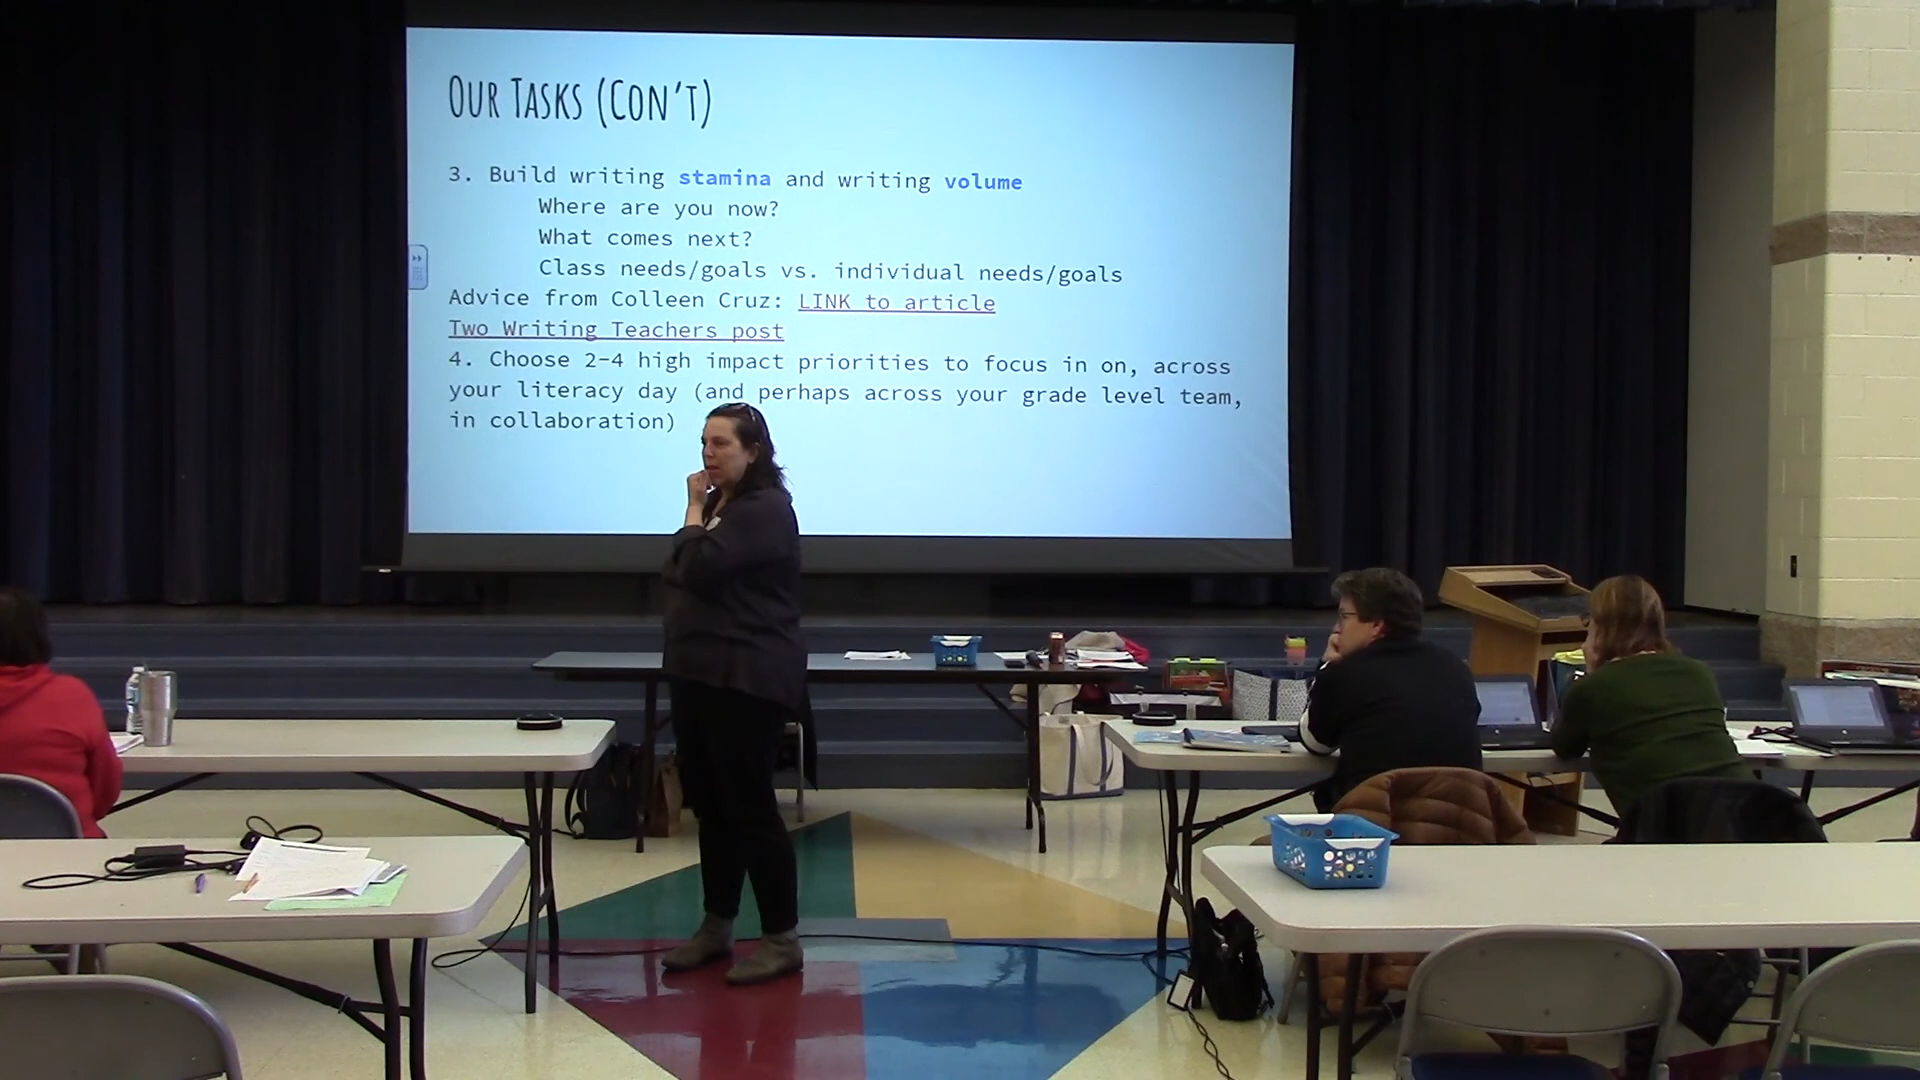 OUR TASKS (CON'T)
3. Build writing stamina and writing volume
Where are you now?
What comes next?
Class needs/goals vs. individual needs/goals
Advice from Colleen Cruz: LINK to article
Two Writing Teachers post
4. Choose 2-4 high impact priorities to focus in on, across
your literacy day (and perhaps across your grade level team,
in collaboration)